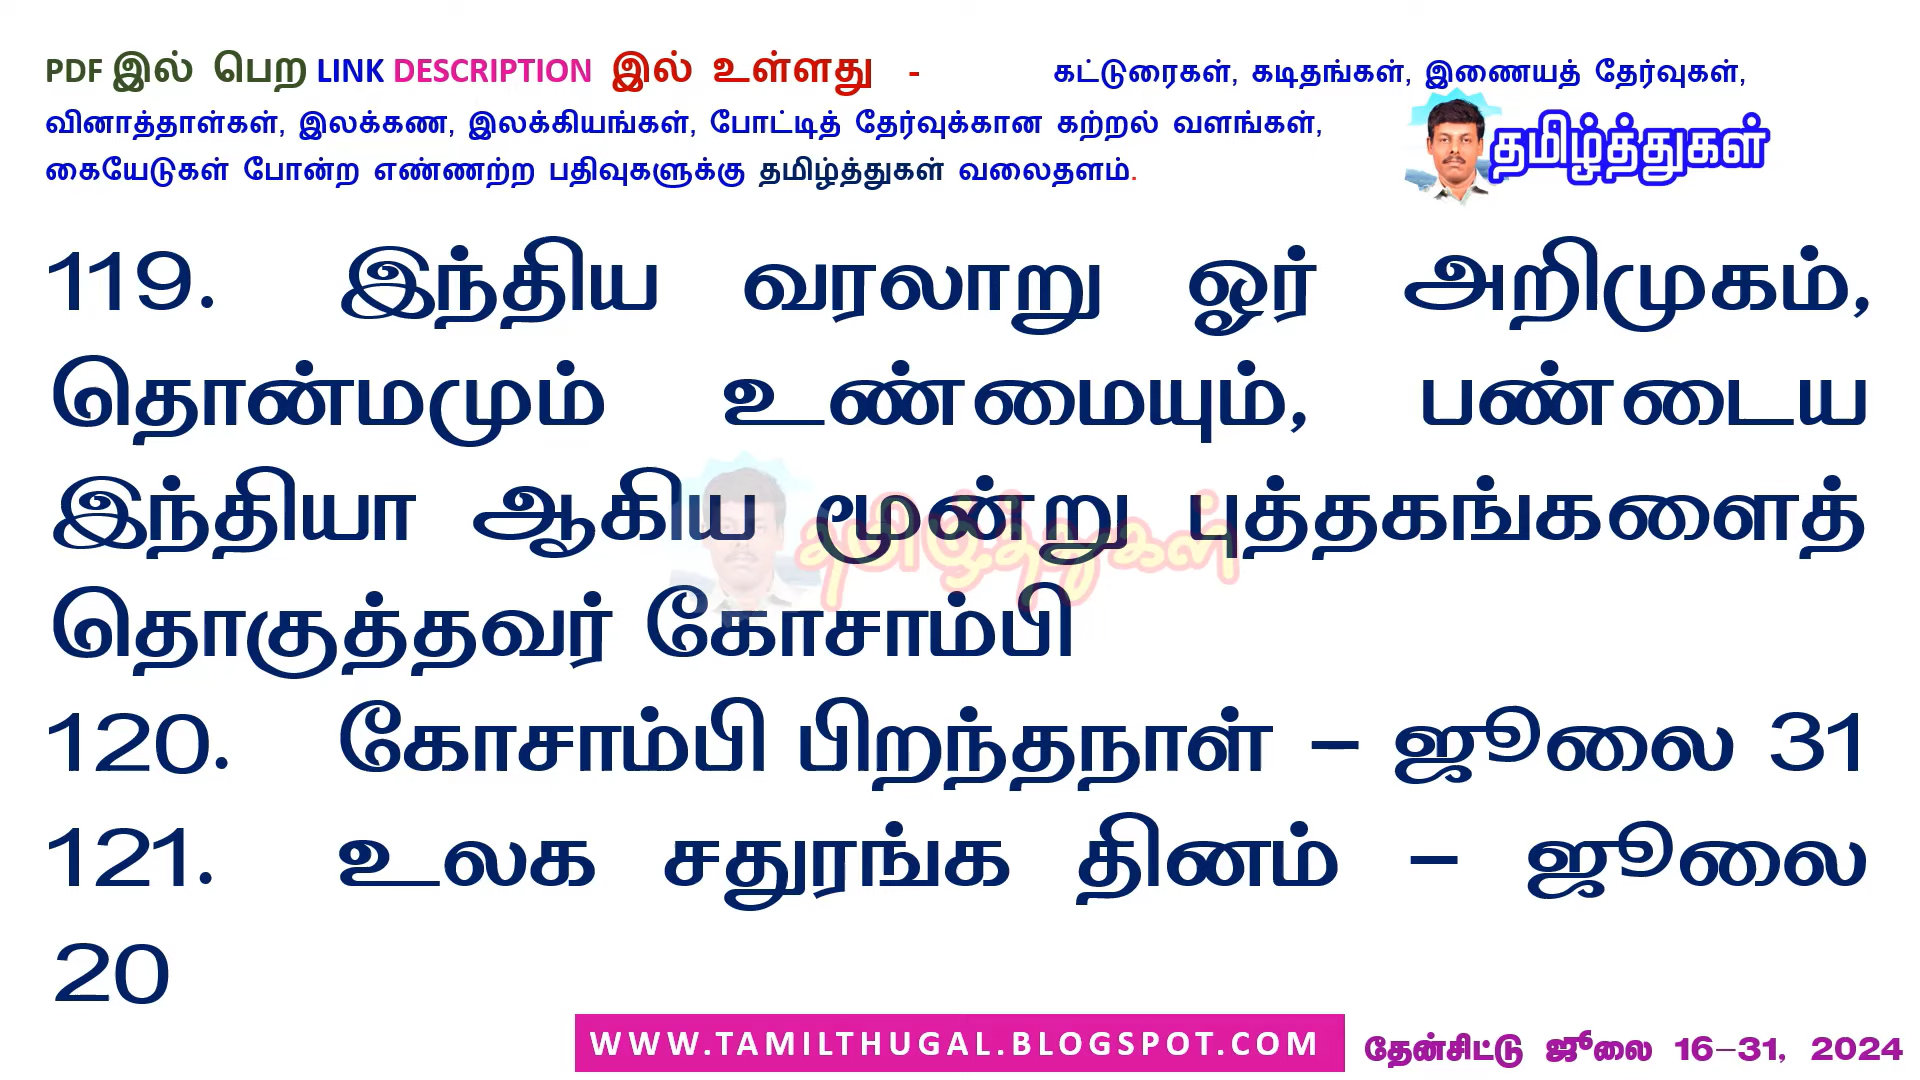 PDF இல் பெற LINK DESCRIPTION இல் உள்ளது - கட்டுரைகள், கடிதங்கள், இணையத் தேர்வுகள்,
வினாத்தாள்கள், இலக்கண, இலக்கியங்கள், போட்டித் தேர்வுக்கான கற்றல் வளங்கள்,
கையேடுகள் போன்ற எண்ணற்ற பதிவுகளுக்கு தமிழ்த்துகள் வலைதளம்.
தமிழ்த்துகள்
119. இந்திய வரலாறு ஓர் அறிமுகம்,
தொன்மமும் உண்மையும், பண்டைய
இந்தியா ஆகிய மூன்று புத்தகங்களைத்
தமிழ்த்துகள்
தொகுத்தவர் கோசாம்பி
120. கோசாம்பி பிறந்தநாள் – ஜூலை 31
121. உலக சதுரங்க தினம் – ஜூலை
20
WWW.TAMILTHUGAL.BLOGSPOT.COM
தேன்சிட்டு ஜூலை 16–31, 2024